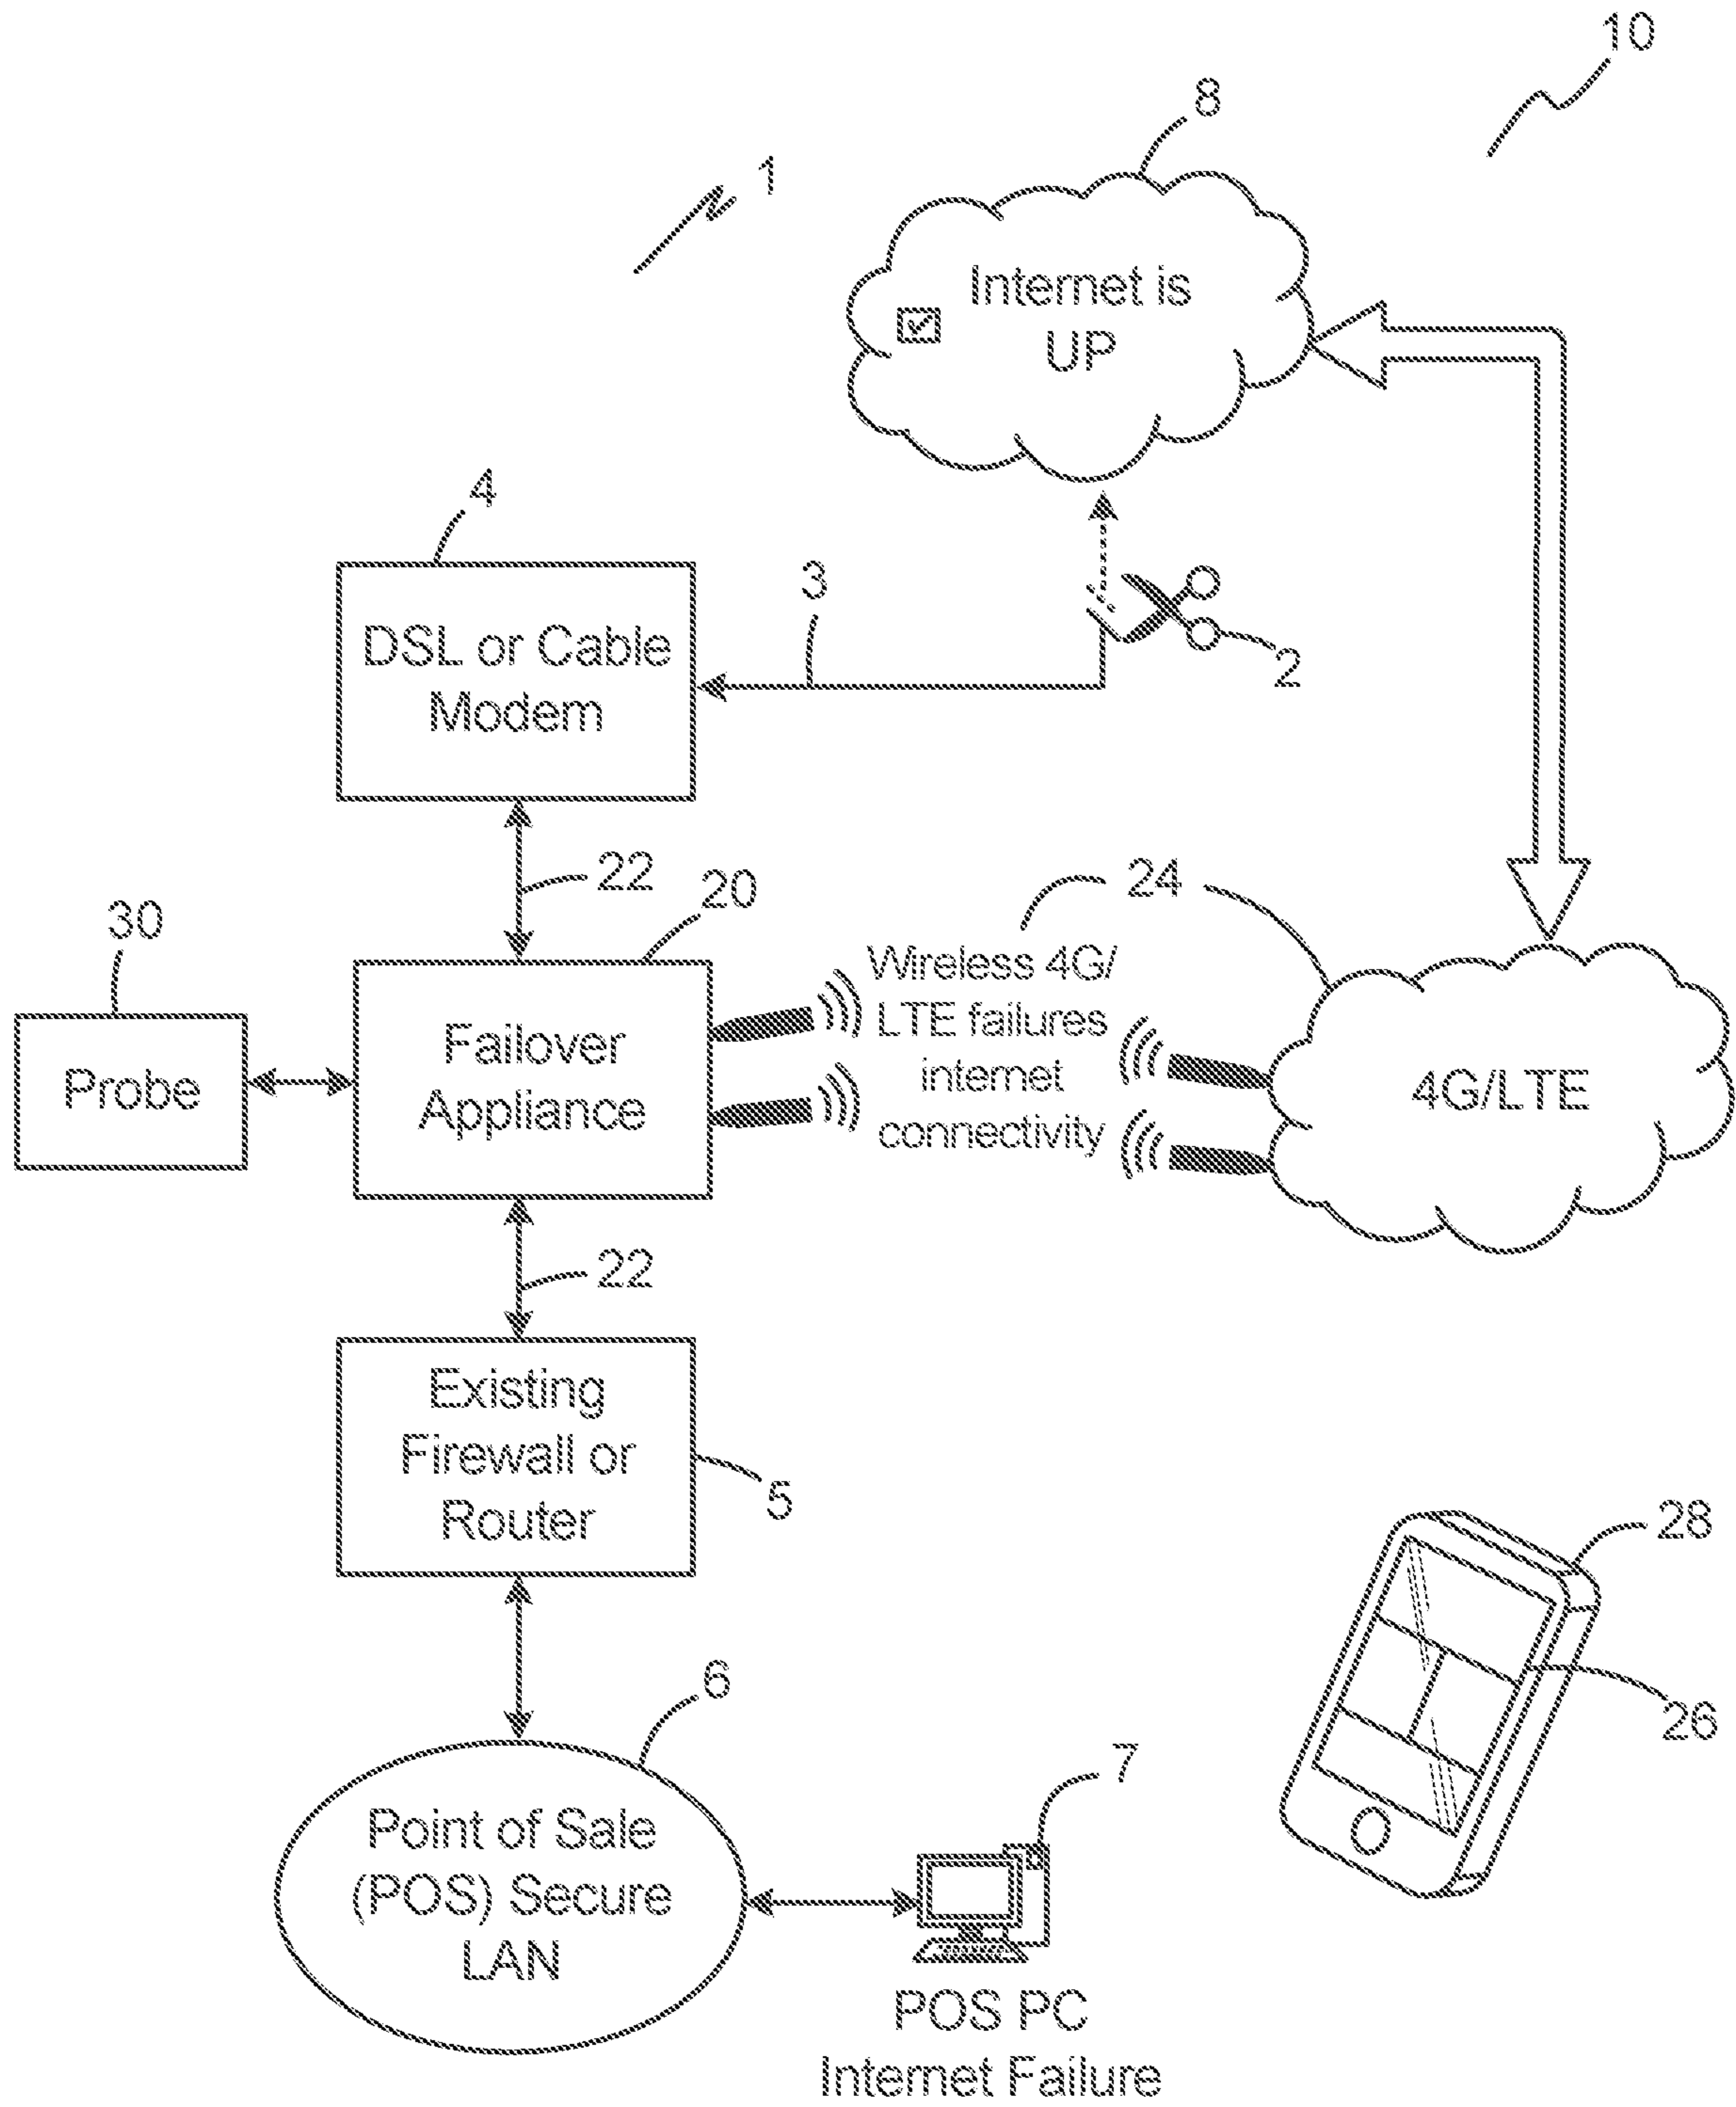 10
8
1
Internet is
UP
4
3
DSL or Cable
Modem
2
22
20
24
30
Wireless 4G/
LTE failures
internet
connectivity
Failover
Appliance
Probe
4G/LTE
22
Existing
Firewall or
Router
5
28
26
6
7
Point of Sale
(POS) Secure
LAN
POS PC
Internet Failure